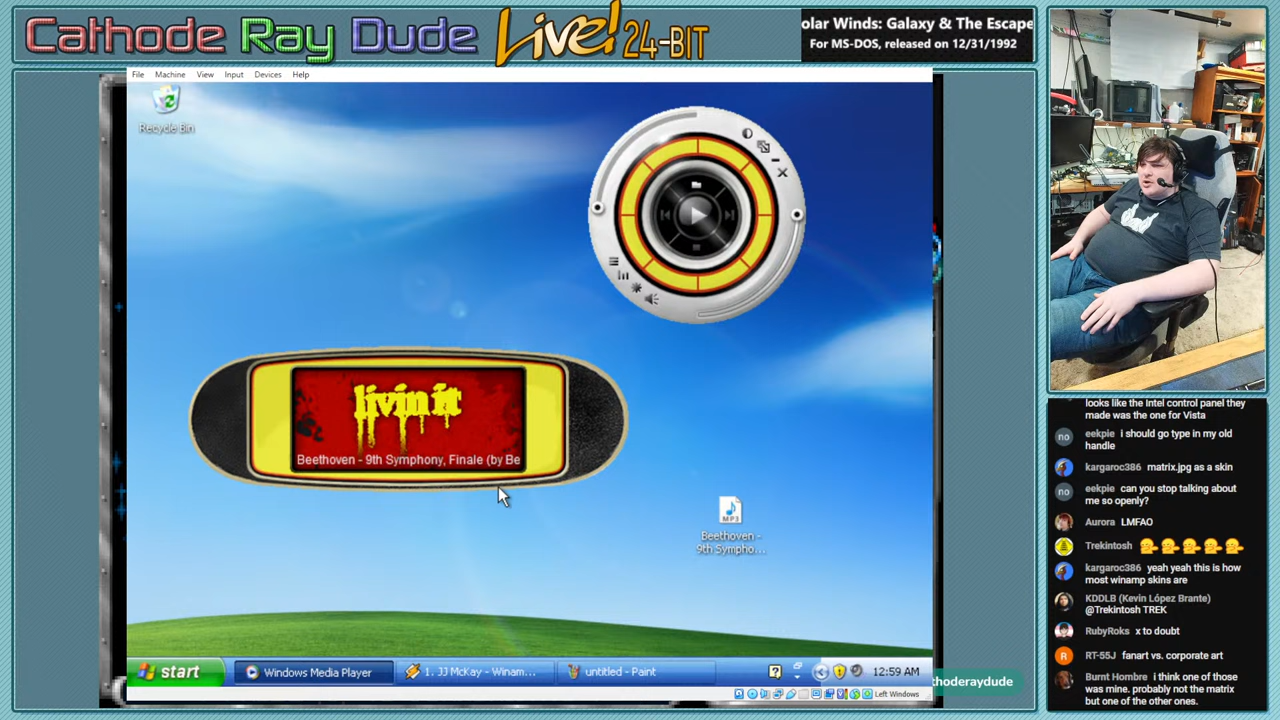 Cathode Ray Dude Live! 24-BIT
olar Winds: Galaxy & The Escape
For MS-DOS, released on 12/31/1992
File Machine View Input Devices Help
Recycle Bin
livin it
Beethoven - 9th Symphony, Finale (by Be
MP3
Beethoven -
9th Sympho...
start
Windows Media Player
1. JJ McKay - Winam...
untitled - Paint
12:59 AM
Left Windows
thoderaydude
looks like the Intel control panel they
made was the one for Vista
no eekpie i should go type in my old
handle
kargaroc386 matrix.jpg as a skin
no eekpie can you stop talking about
me so openly?
Aurora LMFAO
Trekintosh
kargaroc386 yeah yeah this is how
most winamp skins are
KDDLB (Kevin López Brante)
@Trekintosh TREK
RubyRoks x to doubt
R RT-55J fanart vs. corporate art
Burnt Hombre i think one of those
was mine. probably not the matrix
but one of the other ones.